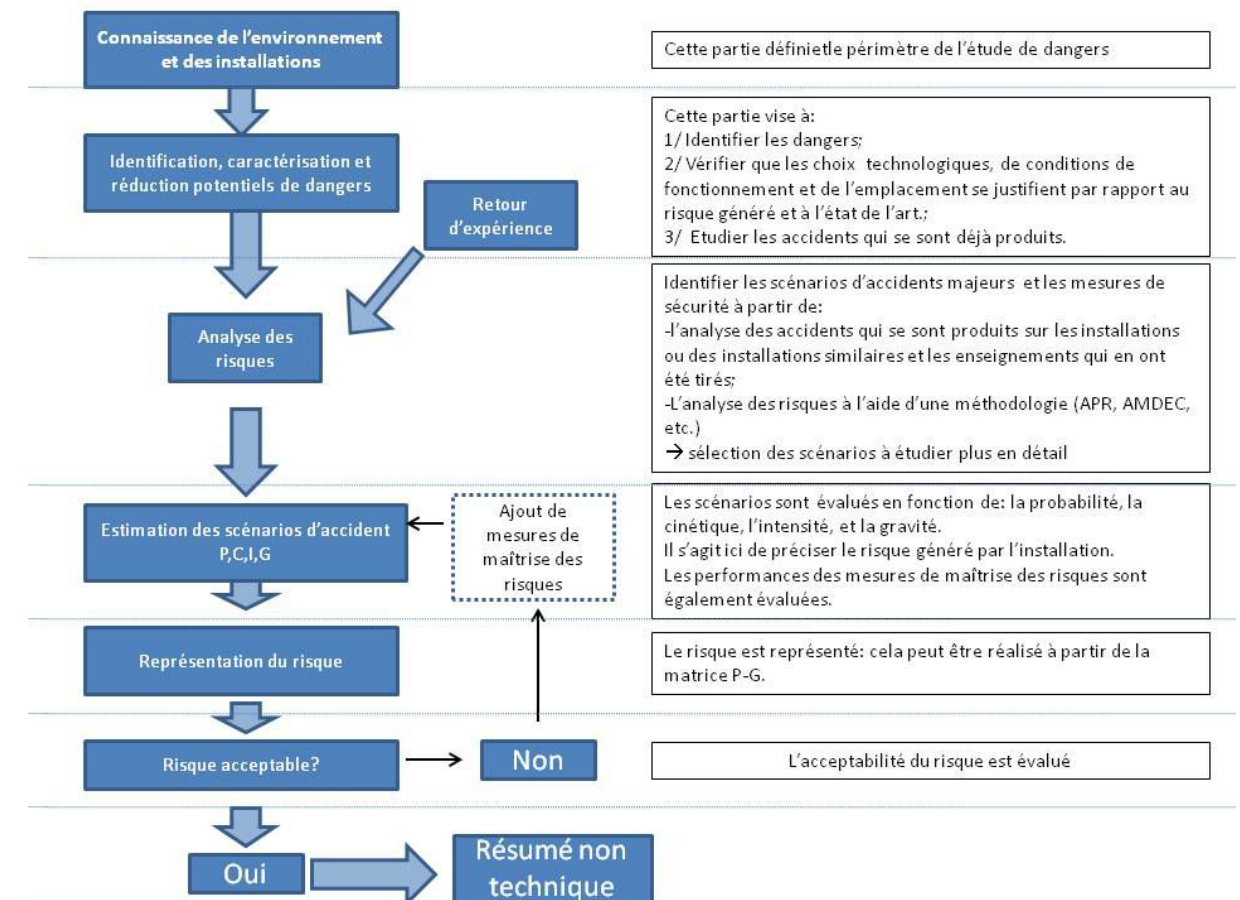 Connaissance de l'environnement
et des installations
Cette partie définietle périmètre de l'étude de dangers
Identification, caractérisation et
réduction potentiels de dangers
Retour
d'expérience
Cette partie vise à:
1/ Identifier les dangers;
2/ Vérifier que les choix technologiques, de conditions de
fonctionnement et de l'emplacement se justifient par rapport au
risque généré et à l'état de l'art.;
3/ Etudier les accidents qui se sont déjà produits.
Analyse des
risques
Identifier les scénarios d'accidents majeurs et les mesures de
sécurité à partir de:
-l'analyse des accidents qui se sont produits sur les installations
ou des installations similaires et les enseignements qui en ont
été tirés;
-L'analyse des risques à l'aide d'une méthodologie (APR, AMDEC,
etc.)
→ sélection des scénarios à étudier plus en détail
Estimation des scénarios d'accident
P,C,I,G
Ajout de
mesures de
maîtrise des
risques
Les scénarios sont évalués en fonction de: la probabilité, la
cinétique, l'intensité, et la gravité.
Il s'agit ici de préciser le risque généré par l'installation.
Les performances des mesures de maîtrise des risques sont
également évaluées.
Représentation du risque
Le risque est représenté: cela peut être réalisé à partir de la
matrice P-G.
Risque acceptable?
Non
L'acceptabilité du risque est évalué
Oui
Résumé non
technique